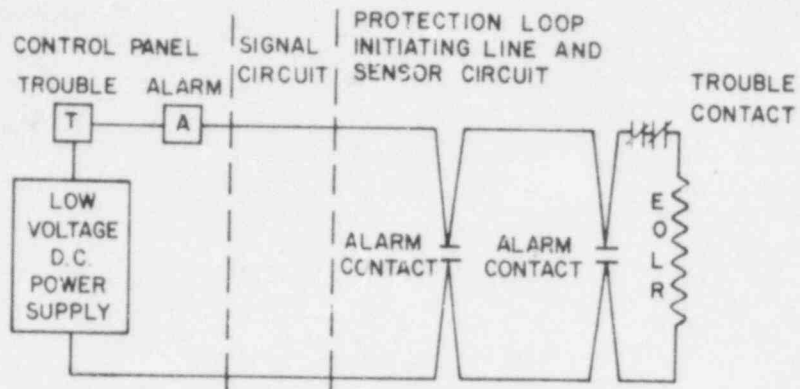 CONTROL PANEL
TROUBLE ALARM
T
A
SIGNAL
CIRCUIT
PROTECTION LOOP
INITIATING LINE AND
SENSOR CIRCUIT
TROUBLE
CONTACT
LOW
VOLTAGE
D.C.
POWER
SUPPLY
ALARM
CONTACT
ALARM
CONTACT
EOLR